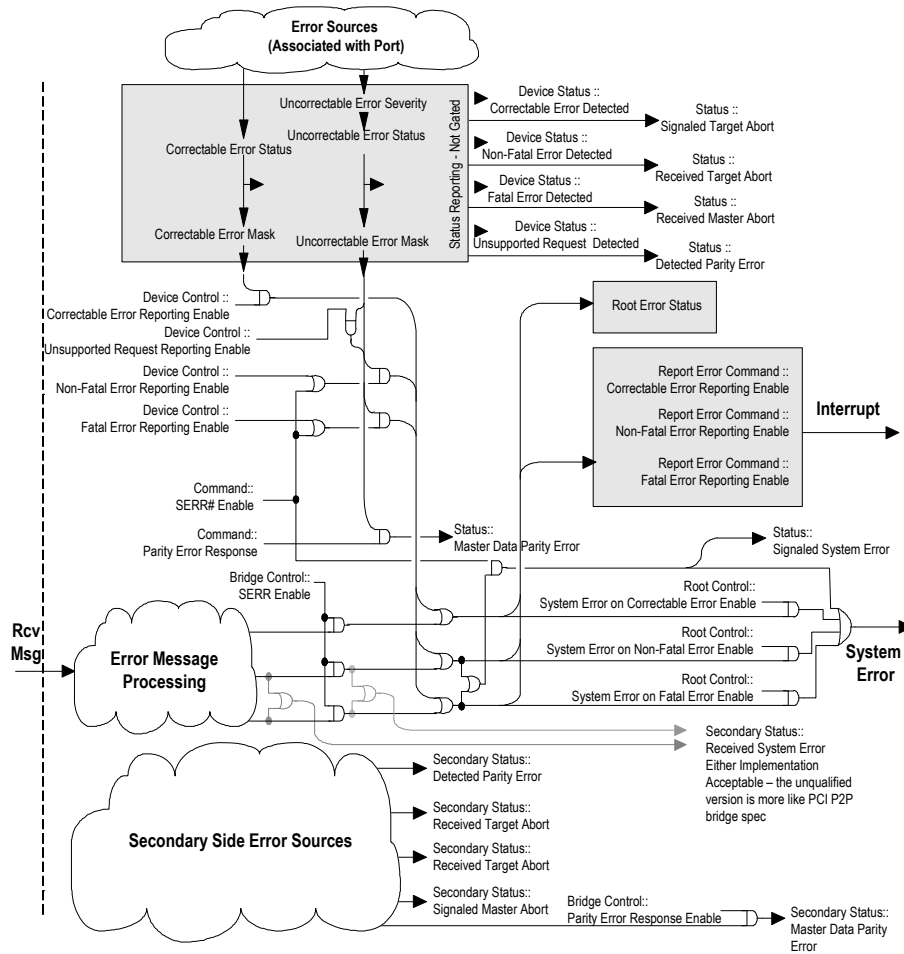 Error Sources
(Associated with Port)
Uncorrectable Error Severity
Correctable Error Status
Uncorrectable Error Status
Correctable Error Mask
Uncorrectable Error Mask
Status Reporting - Not Gated
Device Status ::
Correctable Error Detected
Status ::
Signaled Target Abort
Device Status ::
Non-Fatal Error Detected
Status ::
Received Target Abort
Device Status ::
Fatal Error Detected
Status ::
Received Master Abort
Device Status ::
Unsupported Request Detected
Status ::
Detected Parity Error
Device Control ::
Correctable Error Reporting Enable
Device Control ::
Unsupported Request Reporting Enable
Device Control ::
Non-Fatal Error Reporting Enable
Device Control ::
Fatal Error Reporting Enable
Root Error Status
Report Error Command ::
Correctable Error Reporting Enable
Report Error Command ::
Non-Fatal Error Reporting Enable
Report Error Command ::
Fatal Error Reporting Enable
Interrupt
Command::
SERR# Enable
Command::
Parity Error Response
Status::
Master Data Parity Error
Status::
Signaled System Error
Bridge Control::
SERR Enable
Root Control::
System Error on Correctable Error Enable
Root Control::
System Error on Non-Fatal Error Enable
Root Control::
System Error on Fatal Error Enable
System
Error
Rcv
Msg
Error Message
Processing
Secondary Status::
Received System Error
Either Implementation
Acceptable – the unqualified
version is more like PCI P2P
bridge spec
Secondary Side Error Sources
Secondary Status::
Detected Parity Error
Secondary Status::
Received Target Abort
Secondary Status::
Received Target Abort
Secondary Status::
Signaled Master Abort
Bridge Control::
Parity Error Response Enable
Secondary Status::
Master Data Parity
Error